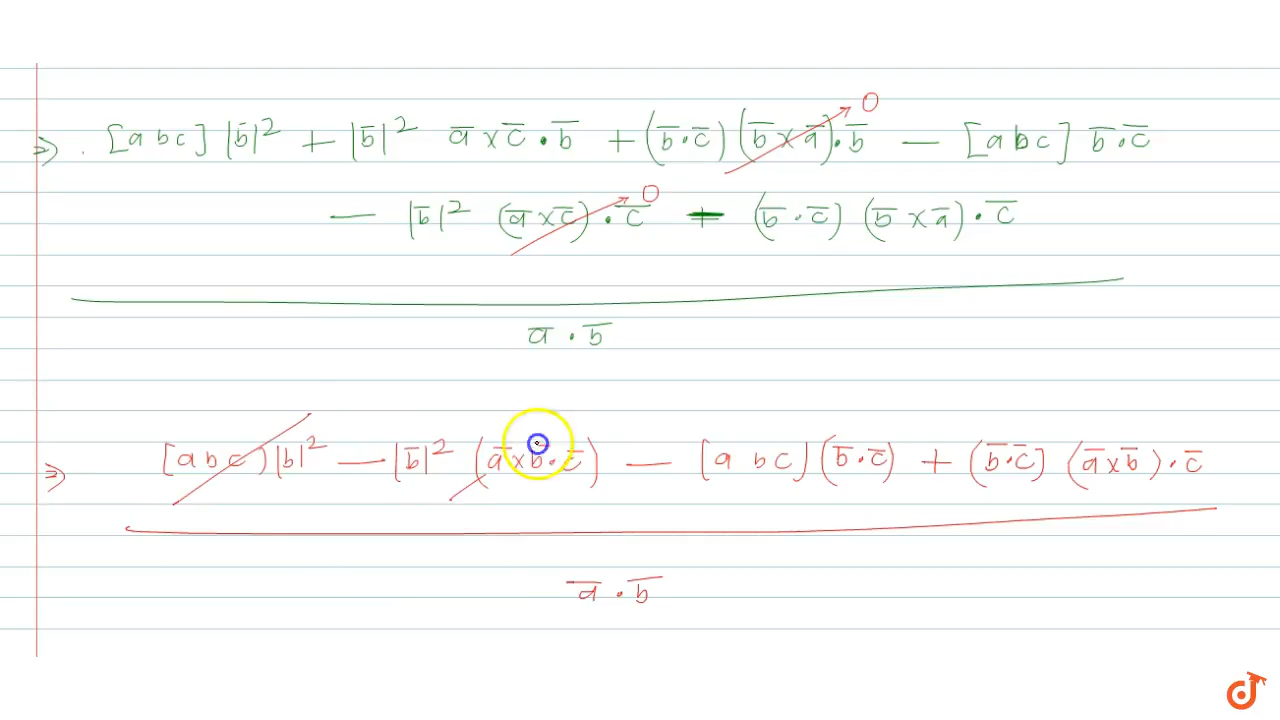 ⇒ . [a b c] |b̅|² + |b̅|² a̅ × c̅ · b̅ + (b̅·c̅) (b̅ × a̅)·b̅ 0 — [a b c] b̅·c̅
— |b̅|² (a̅ × c̅)·c̅ 0 + (b̅·c̅) (b̅ × a̅)·c̅
a̅ · b̅
⇒ [a b c) |b|² — |b̅|² (a̅ × b̅·c̅) — [a b c] (b̅·c̅) + (b̅·c̅] (a̅ × b̅)·c̅
a̅ · b̅